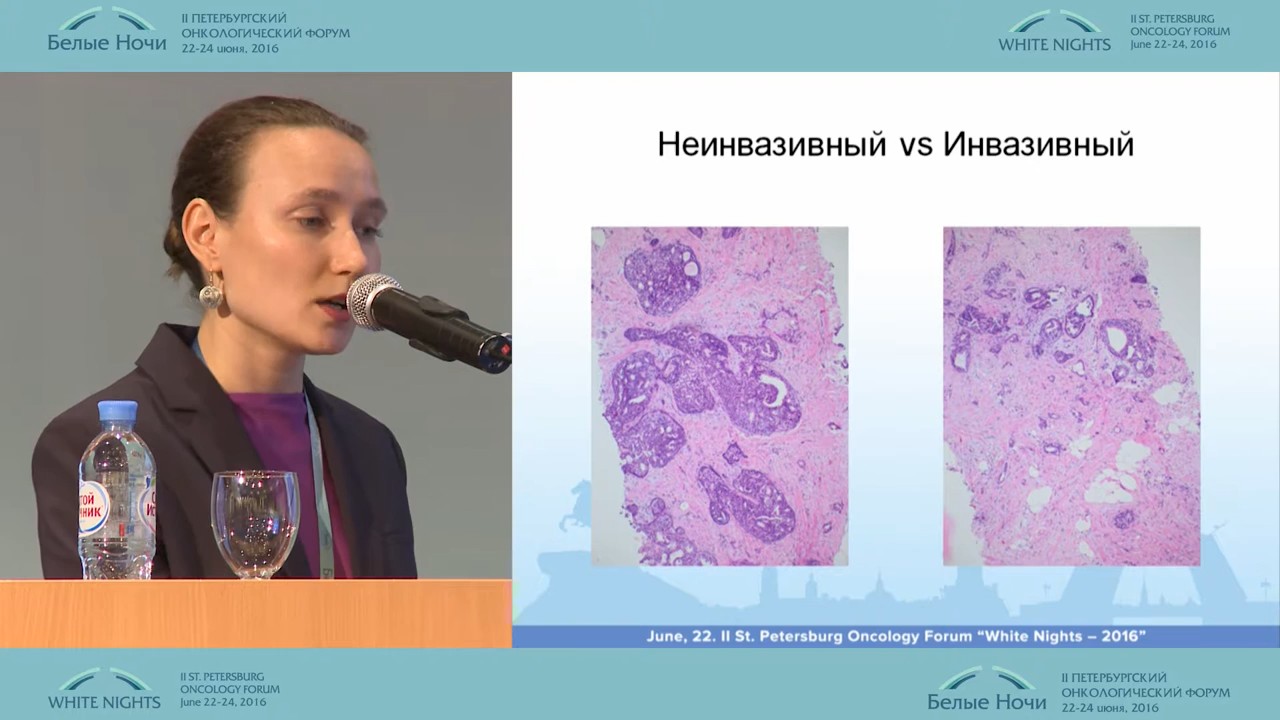 Белые Ночи
II ПЕТЕРБУРГСКИЙ
ОНКОЛОГИЧЕСКИЙ ФОРУМ
22-24 июня, 2016
WHITE NIGHTS
II ST. PETERSBURG
ONCOLOGY FORUM
June 22-24, 2016
Неинвазивный vs Инвазивный
June, 22. II St. Petersburg Oncology Forum “White Nights – 2016”
WHITE NIGHTS
II ST. PETERSBURG
ONCOLOGY FORUM
June 22-24, 2016
Белые Ночи
II ПЕТЕРБУРГСКИЙ
ОНКОЛОГИЧЕСКИЙ ФОРУМ
22-24 июня, 2016